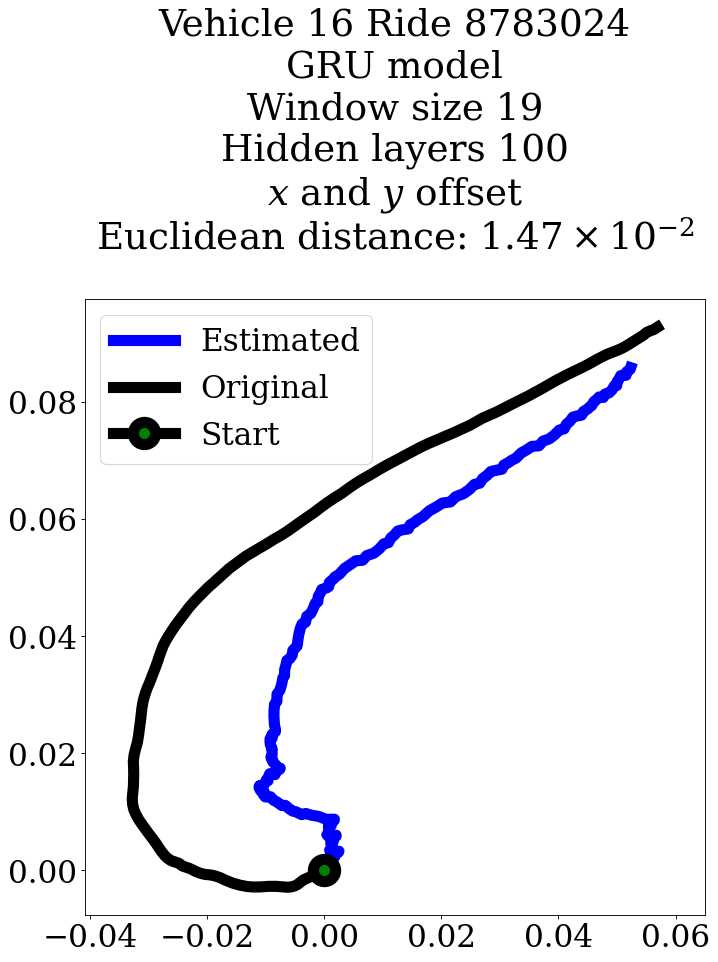 Vehicle 16 Ride 8783024
GRU model
Window size 19
Hidden layers 100
x and y offset
Euclidean distance: 1.47 × 10⁻²
Estimated
Original
Start
0.08
0.06
0.04
0.02
0.00
−0.04 −0.02 0.00 0.02 0.04 0.06